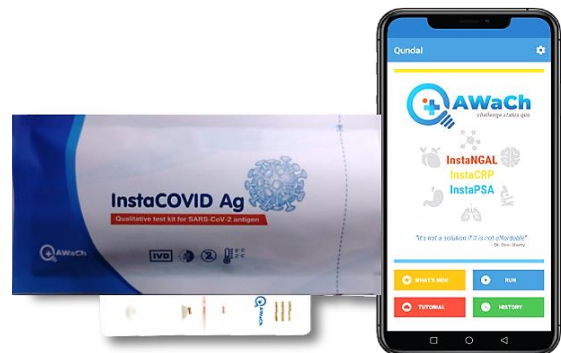 InstaCOVID Ag
Qualitative test kit for SARS-CoV-2 antigen
AWaCh
IVD
2
AWACH
Qundal
AWaCh
challenge status quo
InstaNGAL
InstaCRP
InstaPSA
"It's not a solution if it is not affordable"
WHAT'S NEW
RUN
TUTORIAL
HISTORY